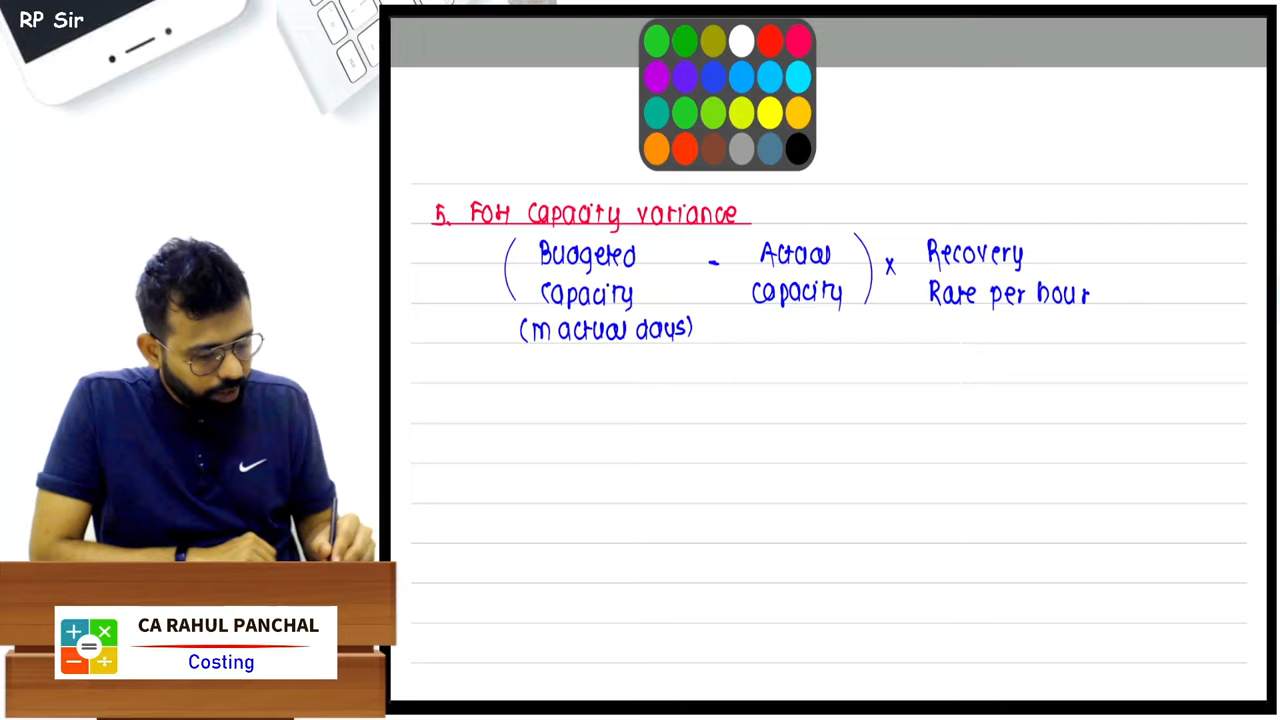 RP Sir
5. FOH Capacity variance
( Budgeted - Actual ) x Recovery
Capacity capacity Rate per hour
(in actual days)
CA RAHUL PANCHAL
Costing